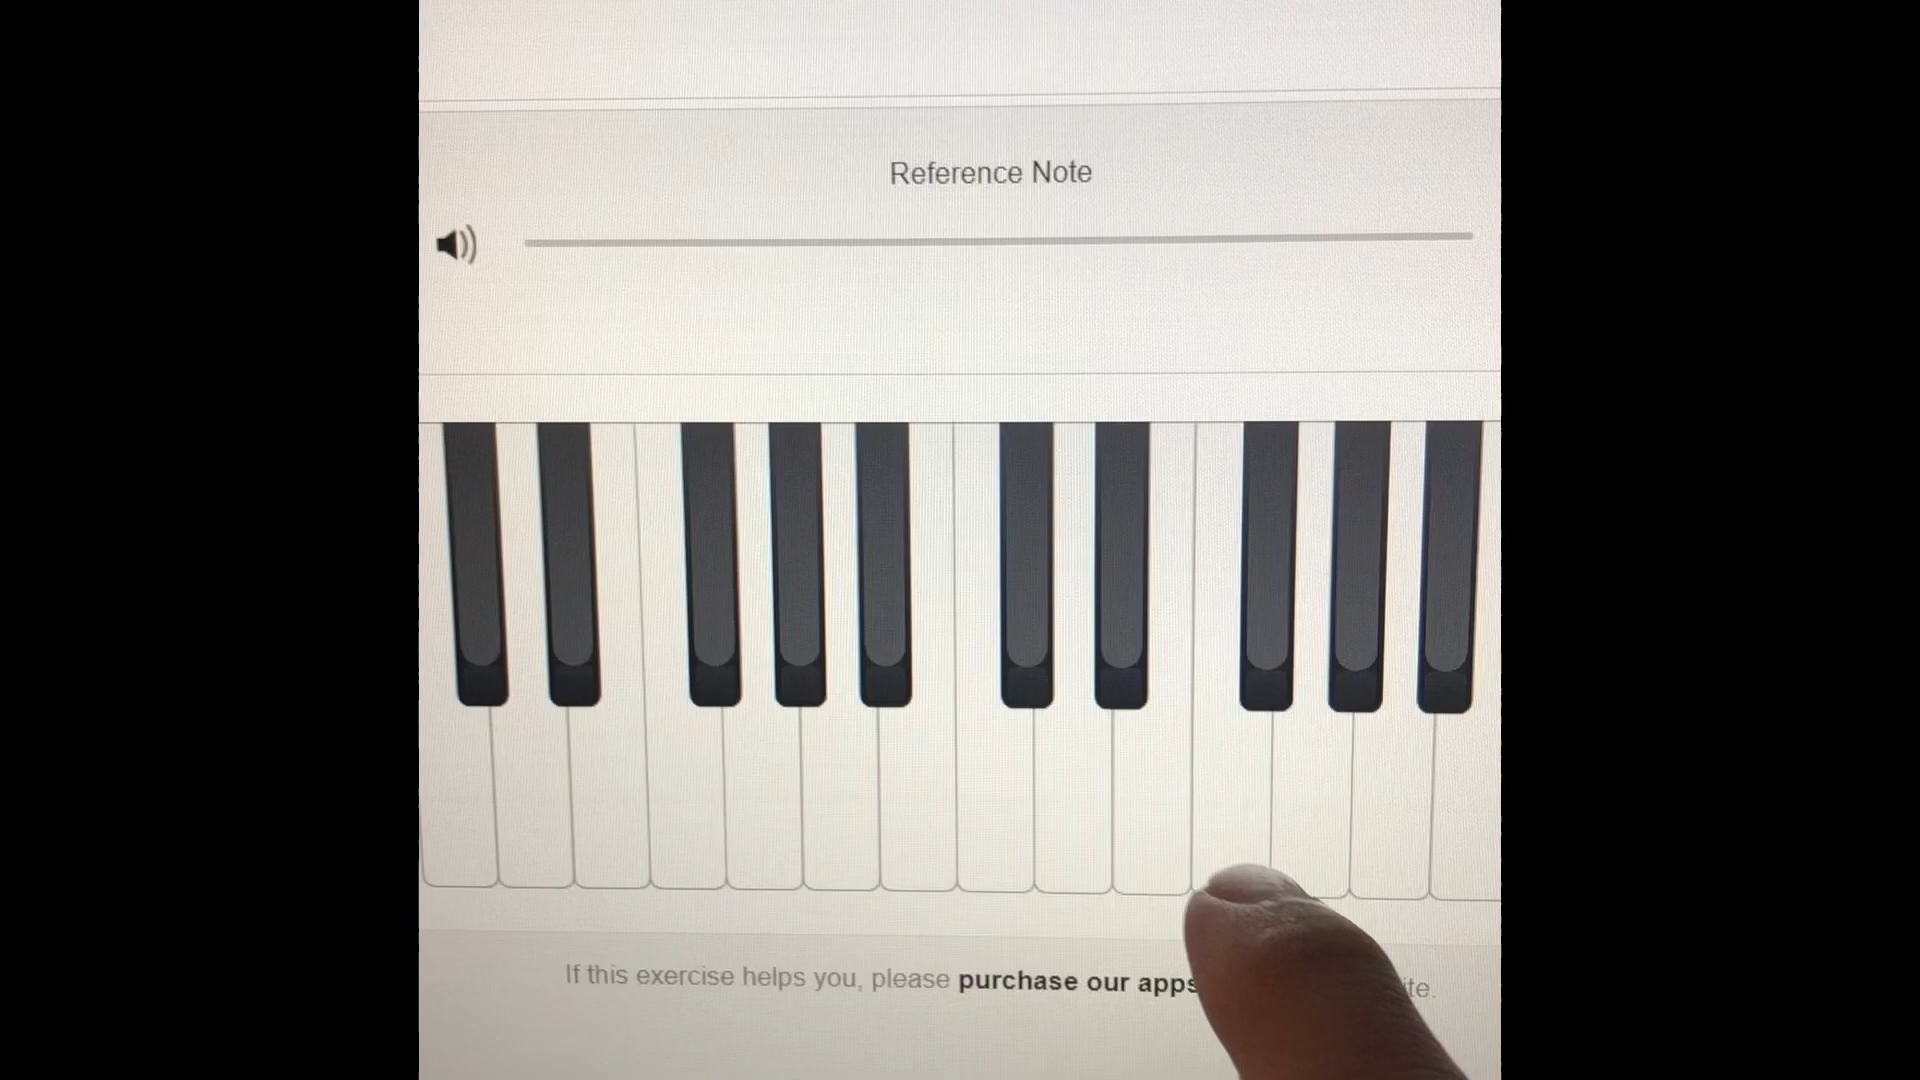 Reference Note
If this exercise helps you, please purchase our apps